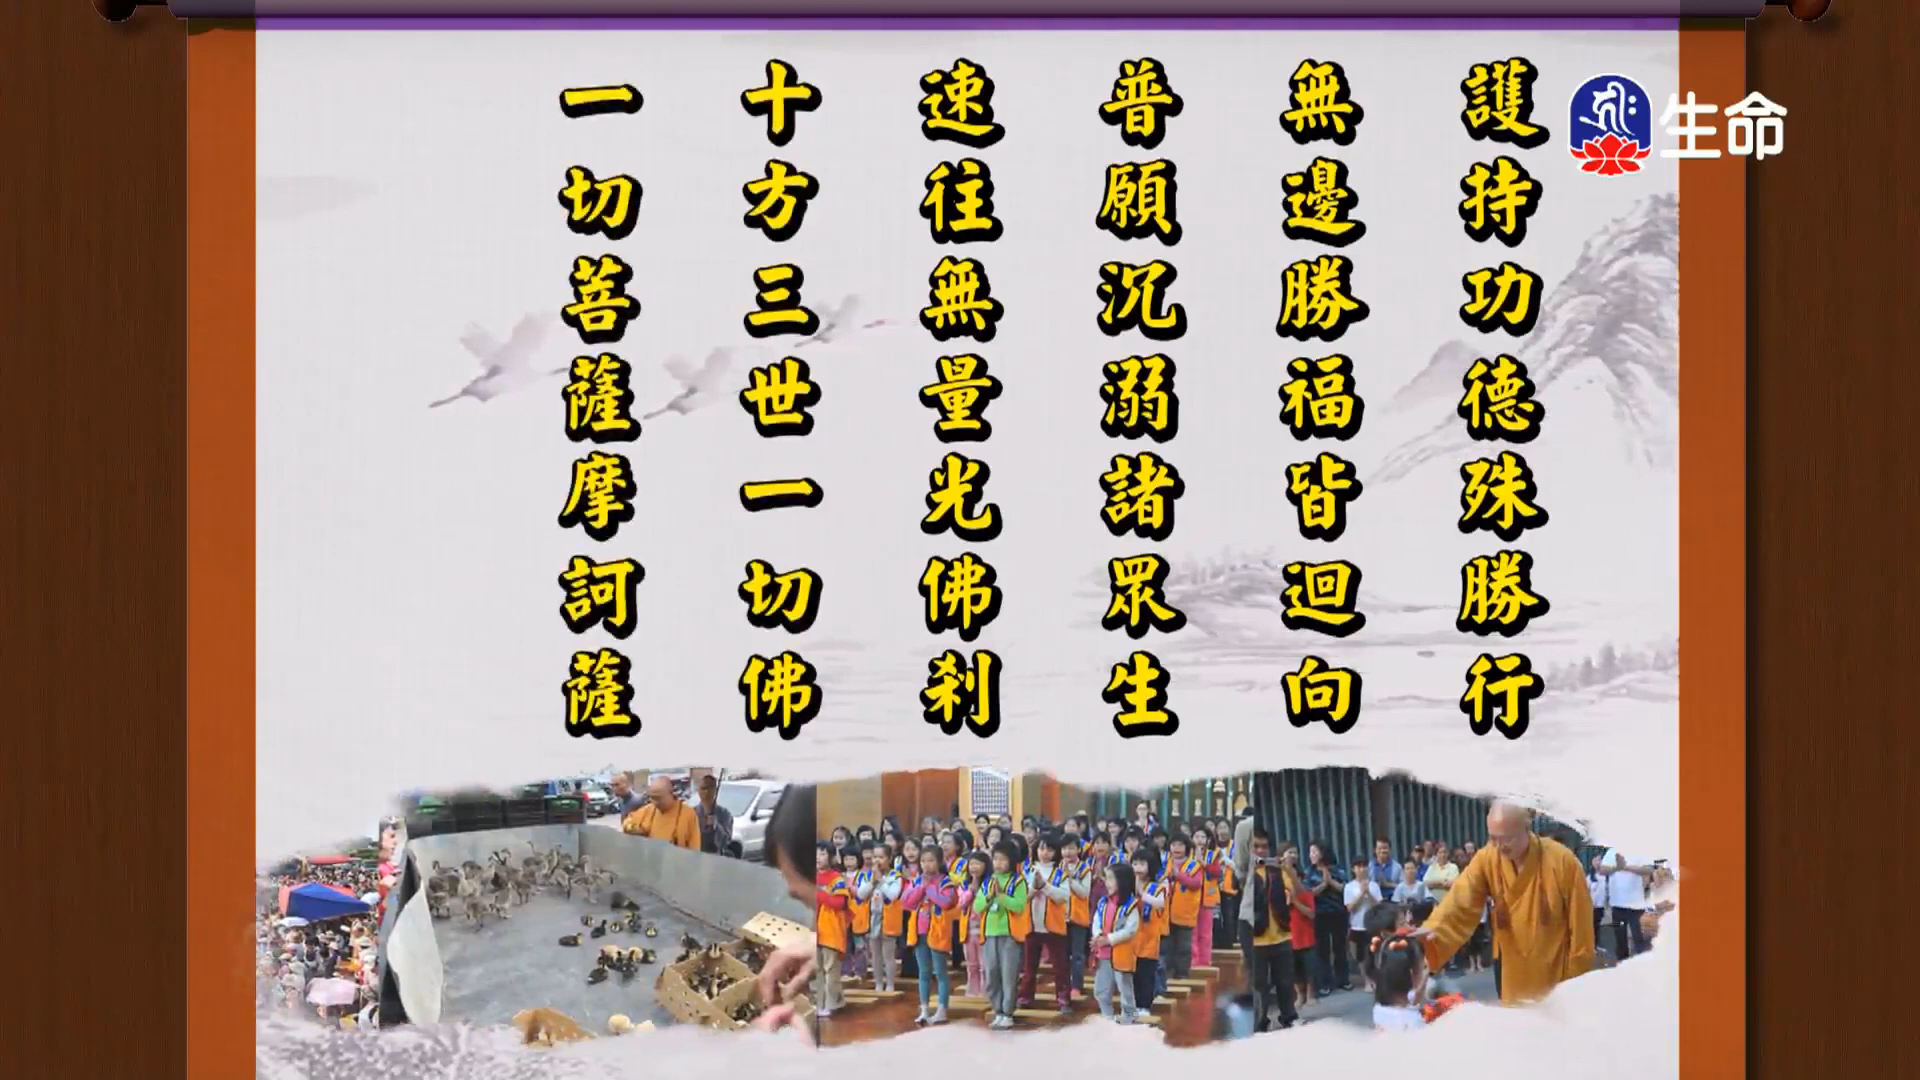 護持功德殊勝行
無邊勝福皆迴向
普願沉溺諸眾生
速往無量光佛剎
十方三世一切佛
一切菩薩摩訶薩
生命